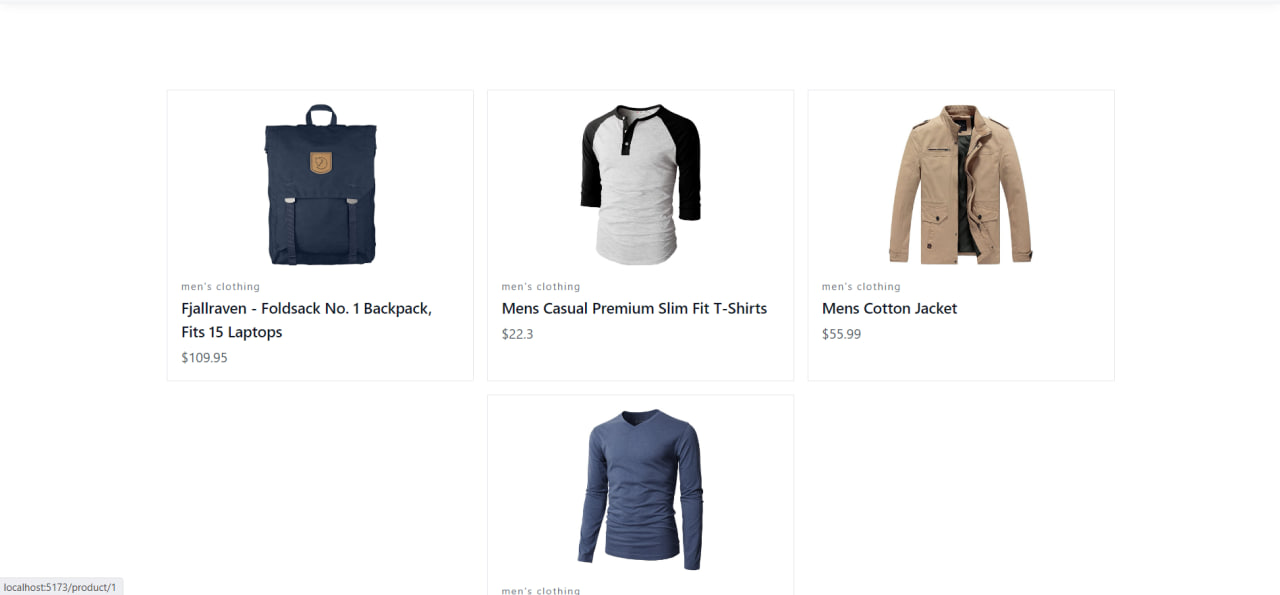 men's clothing
Fjallraven - Foldsack No. 1 Backpack,
Fits 15 Laptops
$109.95
men's clothing
Mens Casual Premium Slim Fit T-Shirts
$22.3
men's clothing
Mens Cotton Jacket
$55.99
men's clothing
localhost:5173/product/1